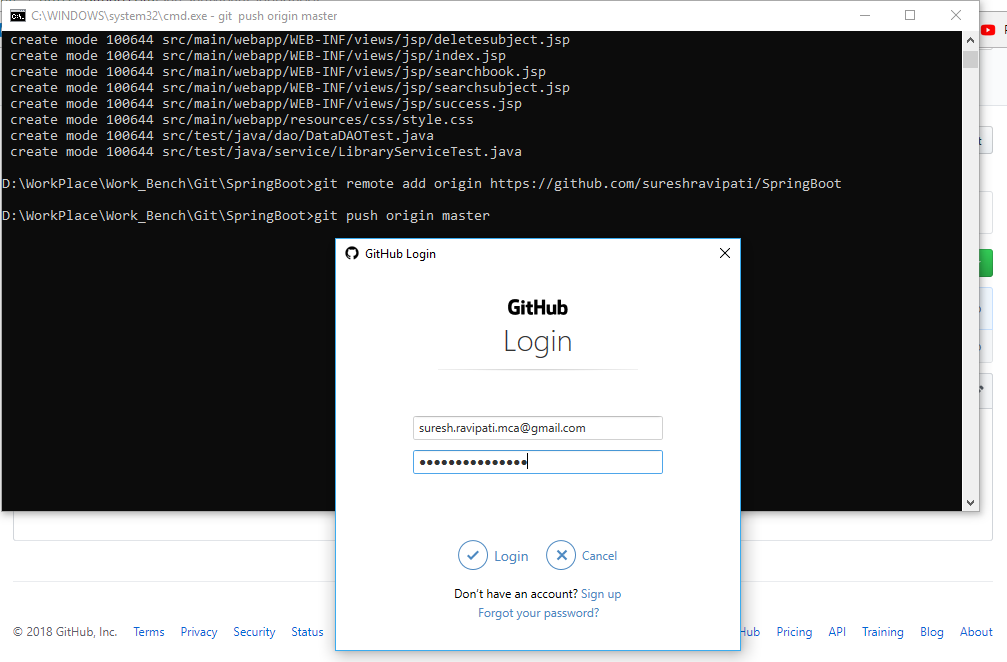 C:\WINDOWS\system32\cmd.exe - git  push origin master
create mode 100644 src/main/webapp/WEB-INF/views/jsp/deletesubject.jsp
create mode 100644 src/main/webapp/WEB-INF/views/jsp/index.jsp
create mode 100644 src/main/webapp/WEB-INF/views/jsp/searchbook.jsp
create mode 100644 src/main/webapp/WEB-INF/views/jsp/searchsubject.jsp
create mode 100644 src/main/webapp/WEB-INF/views/jsp/success.jsp
create mode 100644 src/main/webapp/resources/css/style.css
create mode 100644 src/test/java/dao/DataDAOTest.java
create mode 100644 src/test/java/service/LibraryServiceTest.java
D:\WorkPlace\Work_Bench\Git\SpringBoot>git remote add origin https://github.com/sureshravipati/SpringBoot
D:\WorkPlace\Work_Bench\Git\SpringBoot>git push origin master
GitHub Login
GitHub
Login
suresh.ravipati.mca@gmail.com
Login Cancel
Don't have an account? Sign up
Forgot your password?
© 2018 GitHub, Inc. Terms Privacy Security Status Hub Pricing API Training Blog About